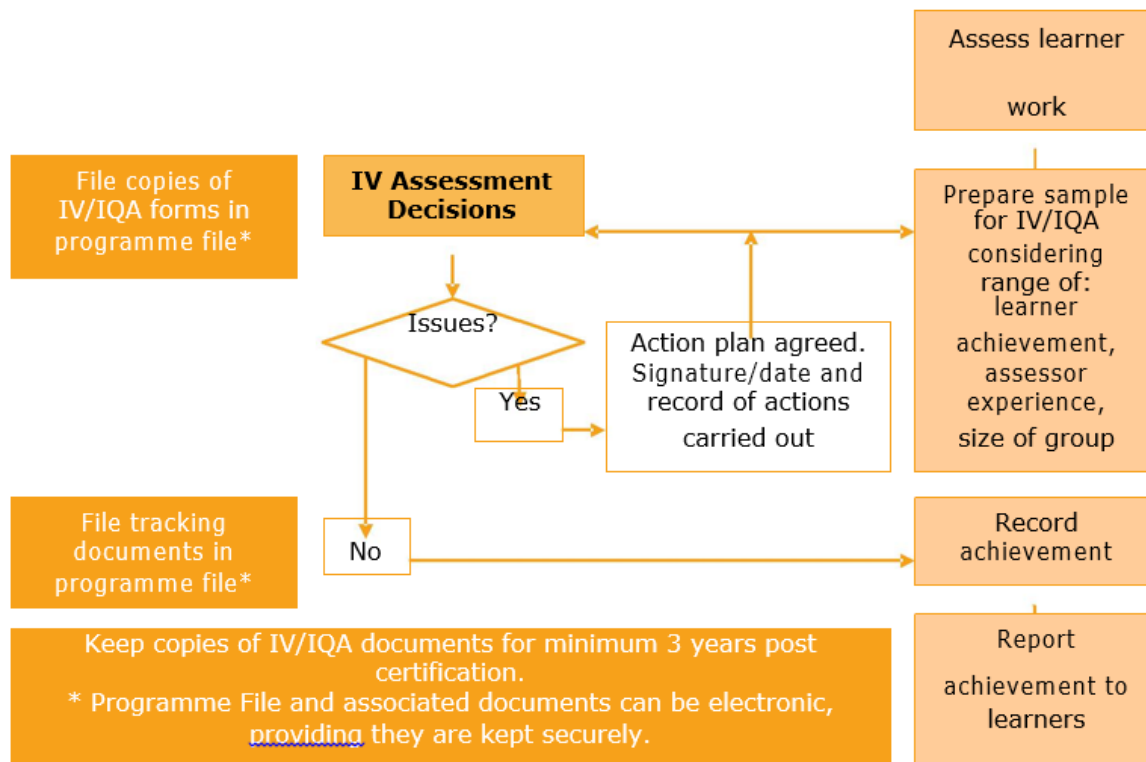 Assess learner
work
File copies of
IV/IQA forms in
programme file*
IV Assessment
Decisions
Prepare sample
for IV/IQA
considering
range of:
learner
achievement,
assessor
experience,
size of group
Issues?
Action plan agreed.
Signature/date and
record of actions
carried out
Yes
File tracking
documents in
programme file*
No
Record
achievement
Keep copies of IV/IQA documents for minimum 3 years post
certification.
* Programme File and associated documents can be electronic,
providing they are kept securely.
Report
achievement to
learners